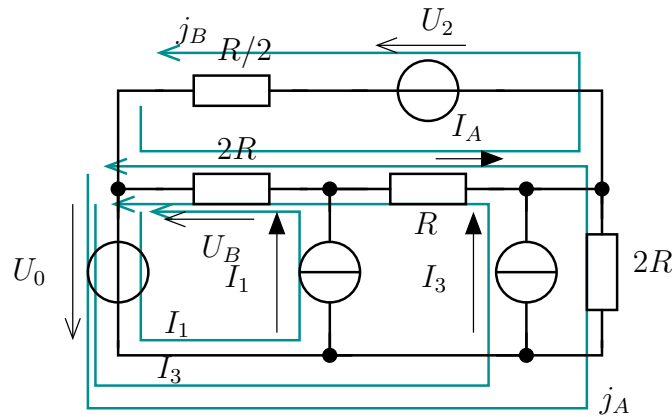 j_B
U_2
R/2
I_A
2R
R
U_B
U_0
I_1
I_3
2R
I_1
I_3
j_A